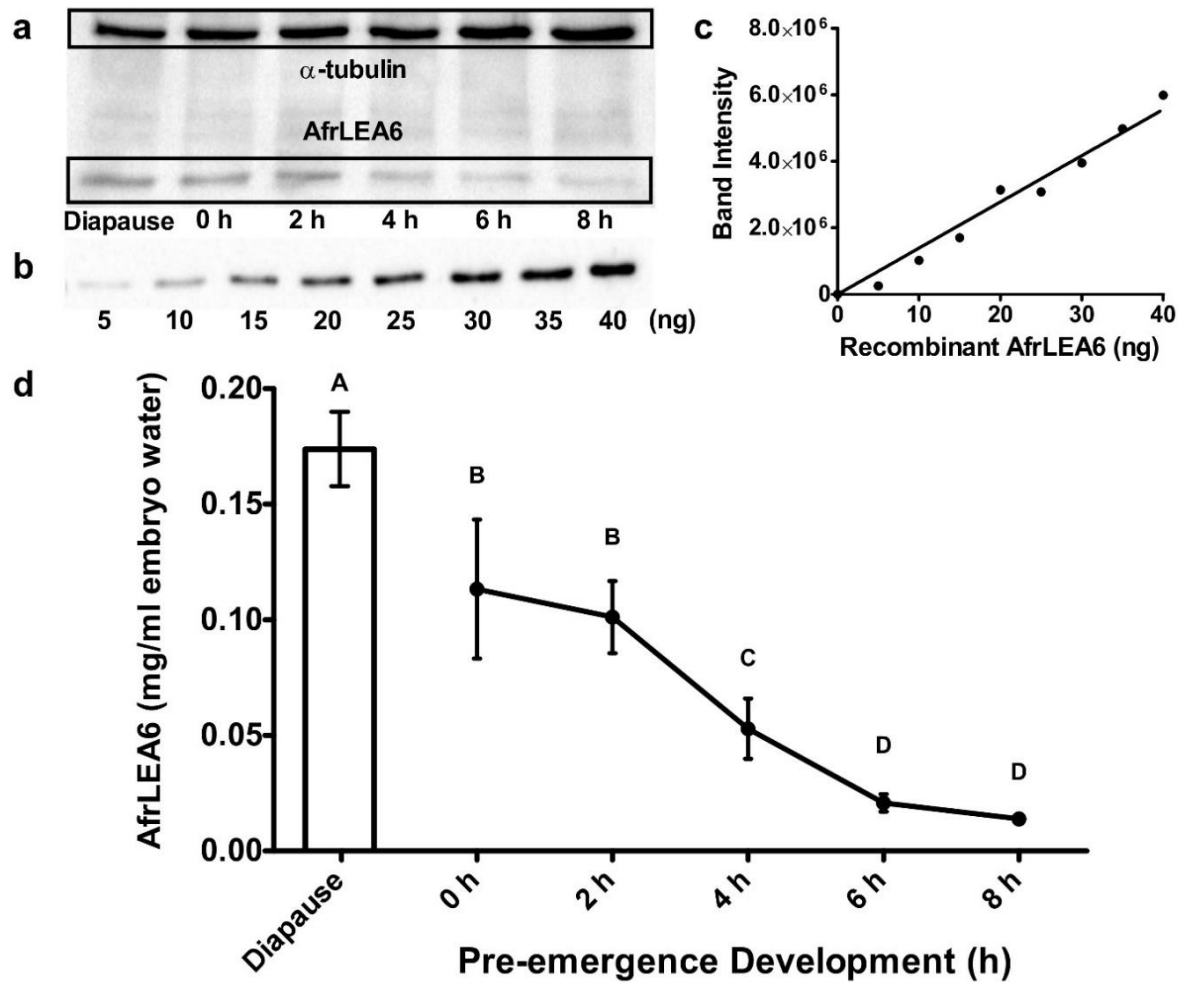 a
α-tubulin
AfrLEA6
Diapause 0 h 2 h 4 h 6 h 8 h
b
5 10 15 20 25 30 35 40 (ng)
c
Band Intensity
8.0×10⁶
6.0×10⁶
4.0×10⁶
2.0×10⁶
0
0 10 20 30 40
Recombinant AfrLEA6 (ng)
d
AfrLEA6 (mg/ml embryo water)
0.20
0.15
0.10
0.05
0.00
A
B
B
C
D
D
Diapause 0 h 2 h 4 h 6 h 8 h
Pre-emergence Development (h)